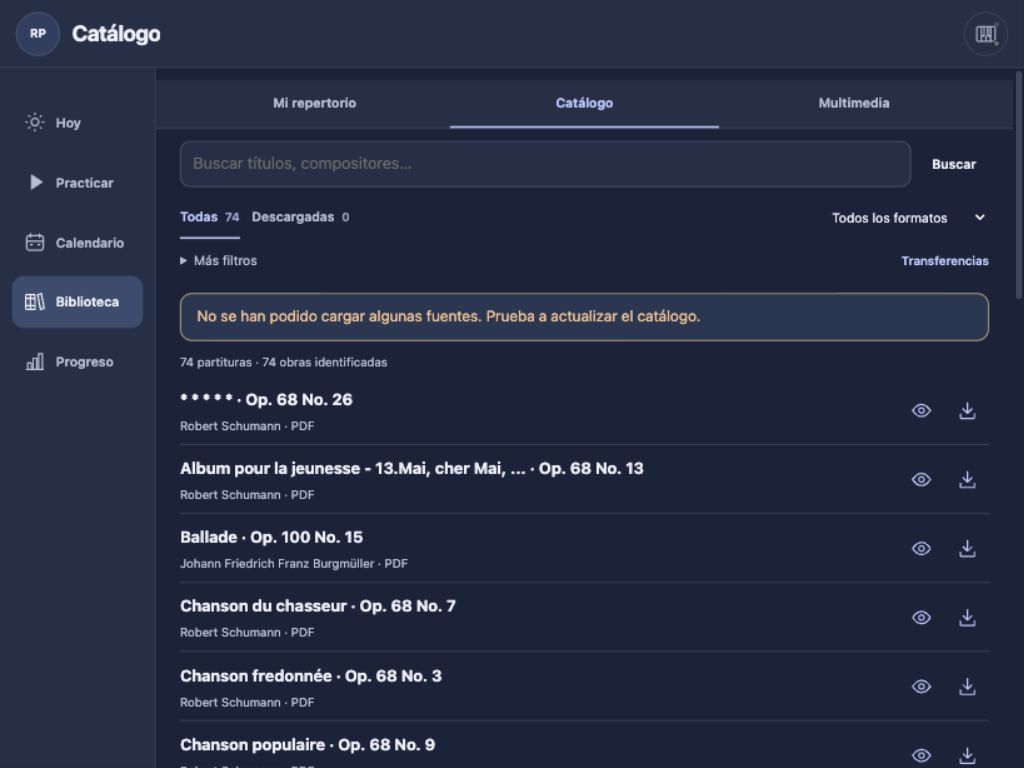 RP Catálogo
Mi repertorio Catálogo Multimedia
Hoy
Practicar
Calendario
Biblioteca
Progreso
Buscar títulos, compositores... Buscar
Todas 74 Descargadas 0 Todos los formatos
Más filtros Transferencias
No se han podido cargar algunas fuentes. Prueba a actualizar el catálogo.
74 partituras · 74 obras identificadas
* * * * * · Op. 68 No. 26
Robert Schumann · PDF
Album pour la jeunesse - 13.Mai, cher Mai, ... · Op. 68 No. 13
Robert Schumann · PDF
Ballade · Op. 100 No. 15
Johann Friedrich Franz Burgmüller · PDF
Chanson du chasseur · Op. 68 No. 7
Robert Schumann · PDF
Chanson fredonnée · Op. 68 No. 3
Robert Schumann · PDF
Chanson populaire · Op. 68 No. 9